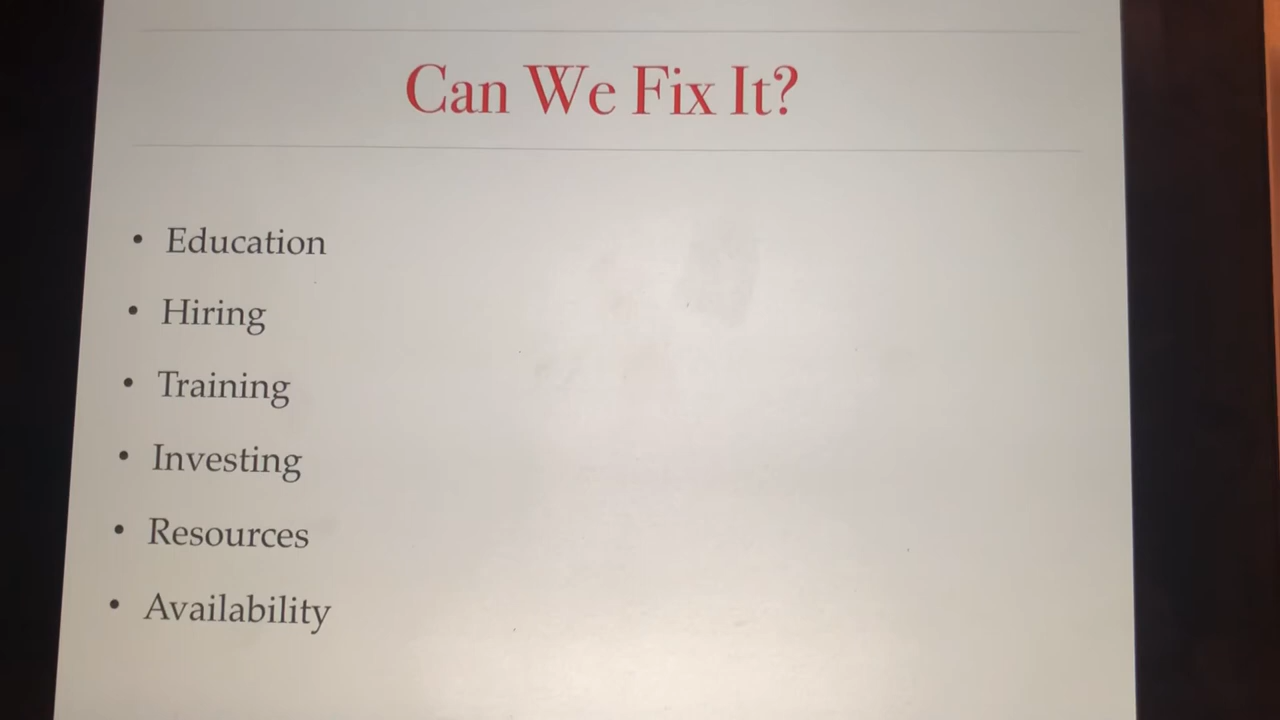 Can We Fix It?
• Education
• Hiring
• Training
• Investing
• Resources
• Availability